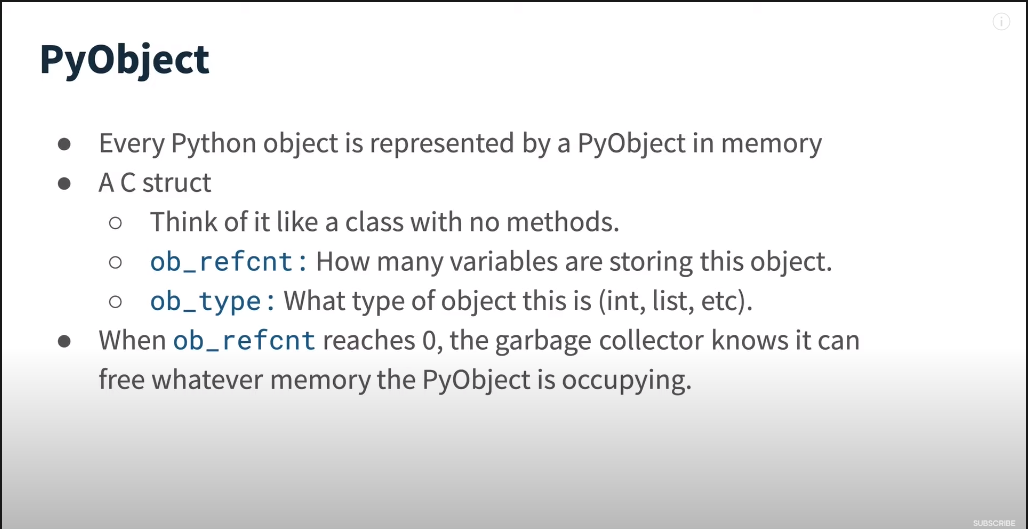 PyObject
● Every Python object is represented by a PyObject in memory
● A C struct
○ Think of it like a class with no methods.
○ ob_refcnt: How many variables are storing this object.
○ ob_type: What type of object this is (int, list, etc).
● When ob_refcnt reaches 0, the garbage collector knows it can
free whatever memory the PyObject is occupying.
SUBSCRIBE